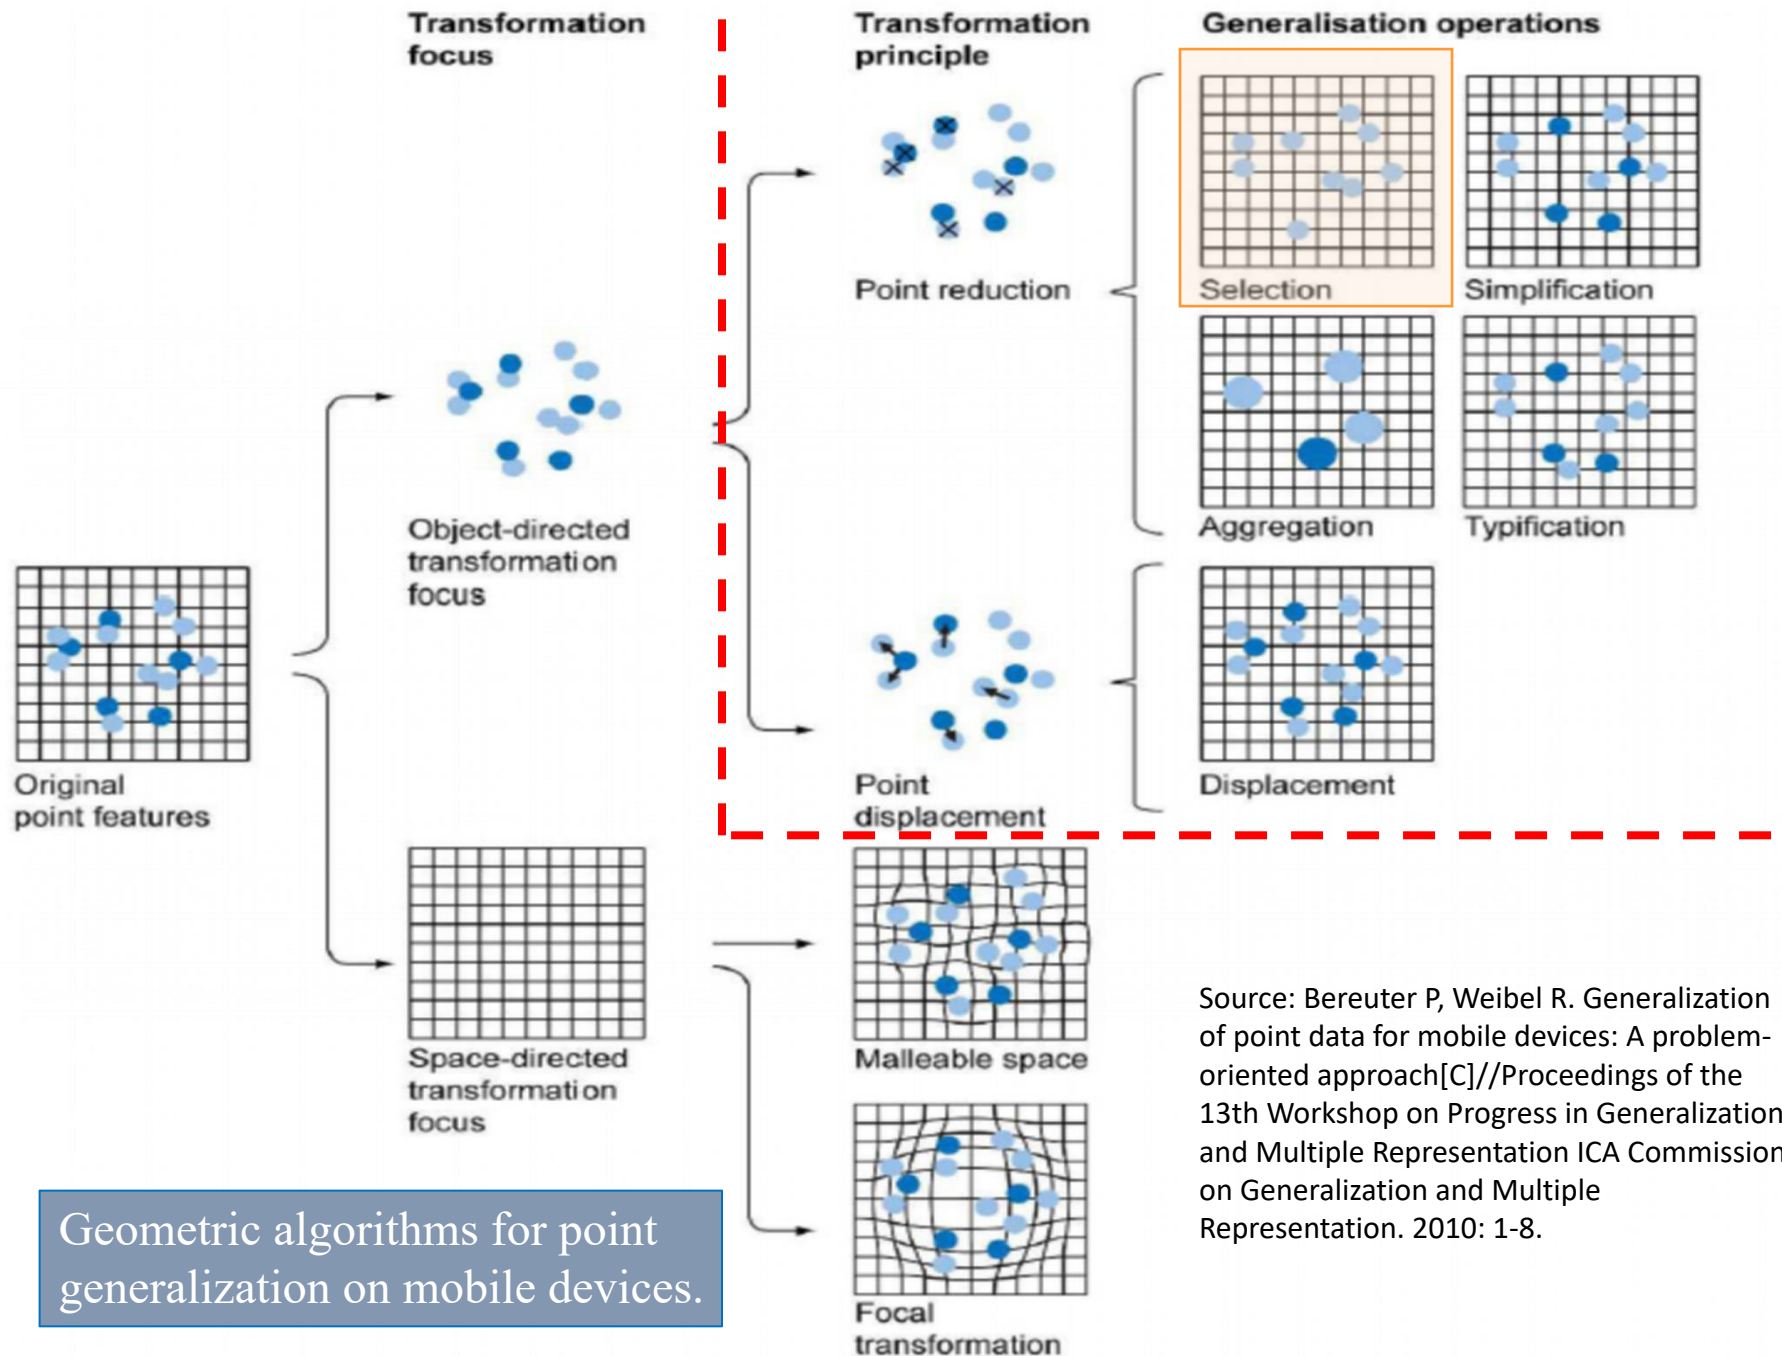 Transformation
focus
Transformation
principle
Generalisation operations
Point reduction
Selection
Simplification
Aggregation
Typification
Object-directed
transformation
focus
Original
point features
Point
displacement
Displacement
Space-directed
transformation
focus
Malleable space
Focal
transformation
Source: Bereuter P, Weibel R. Generalization
of point data for mobile devices: A problem-
oriented approach[C]//Proceedings of the
13th Workshop on Progress in Generalization
and Multiple Representation ICA Commission
on Generalization and Multiple
Representation. 2010: 1-8.
Geometric algorithms for point
generalization on mobile devices.